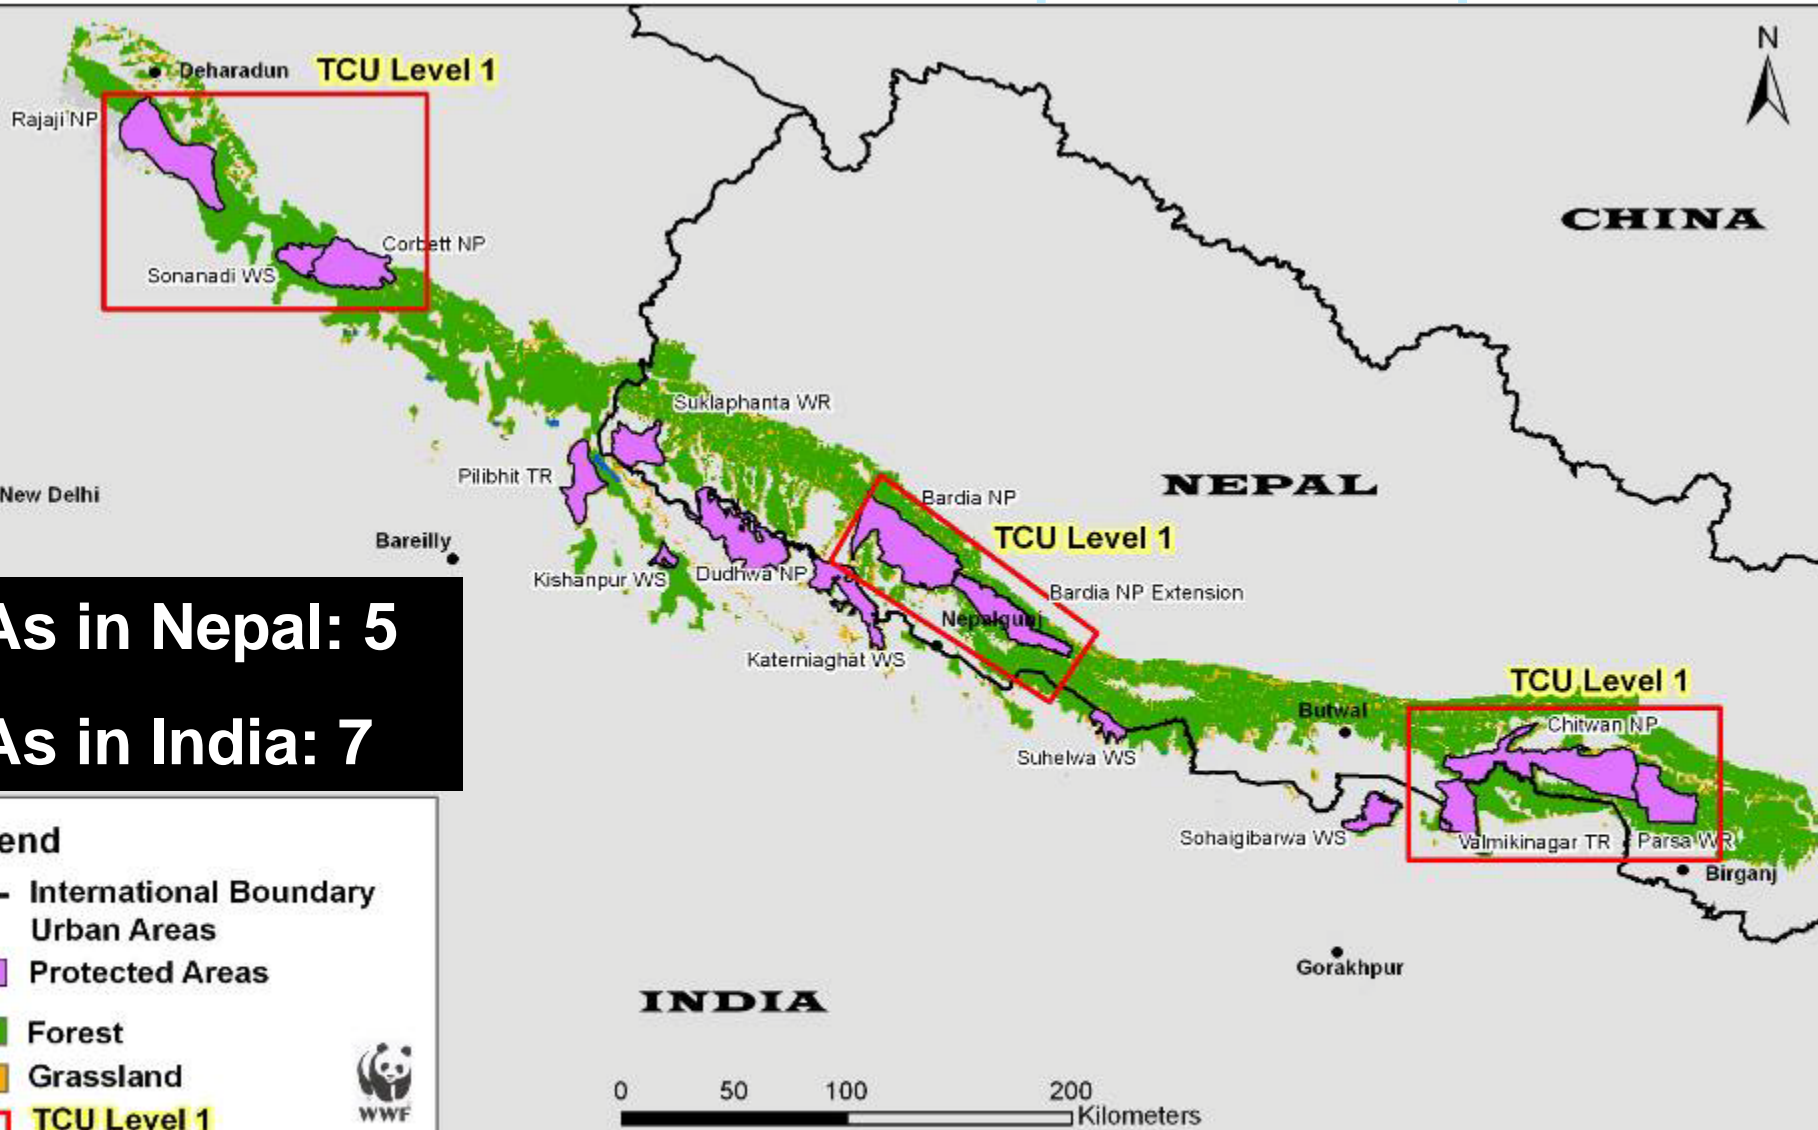 N
Deharadun
TCU Level 1
Rajaji NP
CHINA
Corbett NP
Sonanadi WS
Suklaphanta WR
Pilibhit TR
NEPAL
New Delhi
Bardia NP
TCU Level 1
Bareilly
Kishanpur WS
Dudhwa NP
Bardia NP Extension
Nepalgunj
As in Nepal: 5
Katerniaghat WS
TCU Level 1
Butwal
Chitwan NP
As in India: 7
Suhelwa WS
Sohaigibarwa WS
Valmikinagar TR
Parsa WR
Birganj
end
International Boundary
Urban Areas
Protected Areas
Gorakhpur
INDIA
Forest
Grassland
TCU Level 1
WWF
0 50 100 200
Kilometers